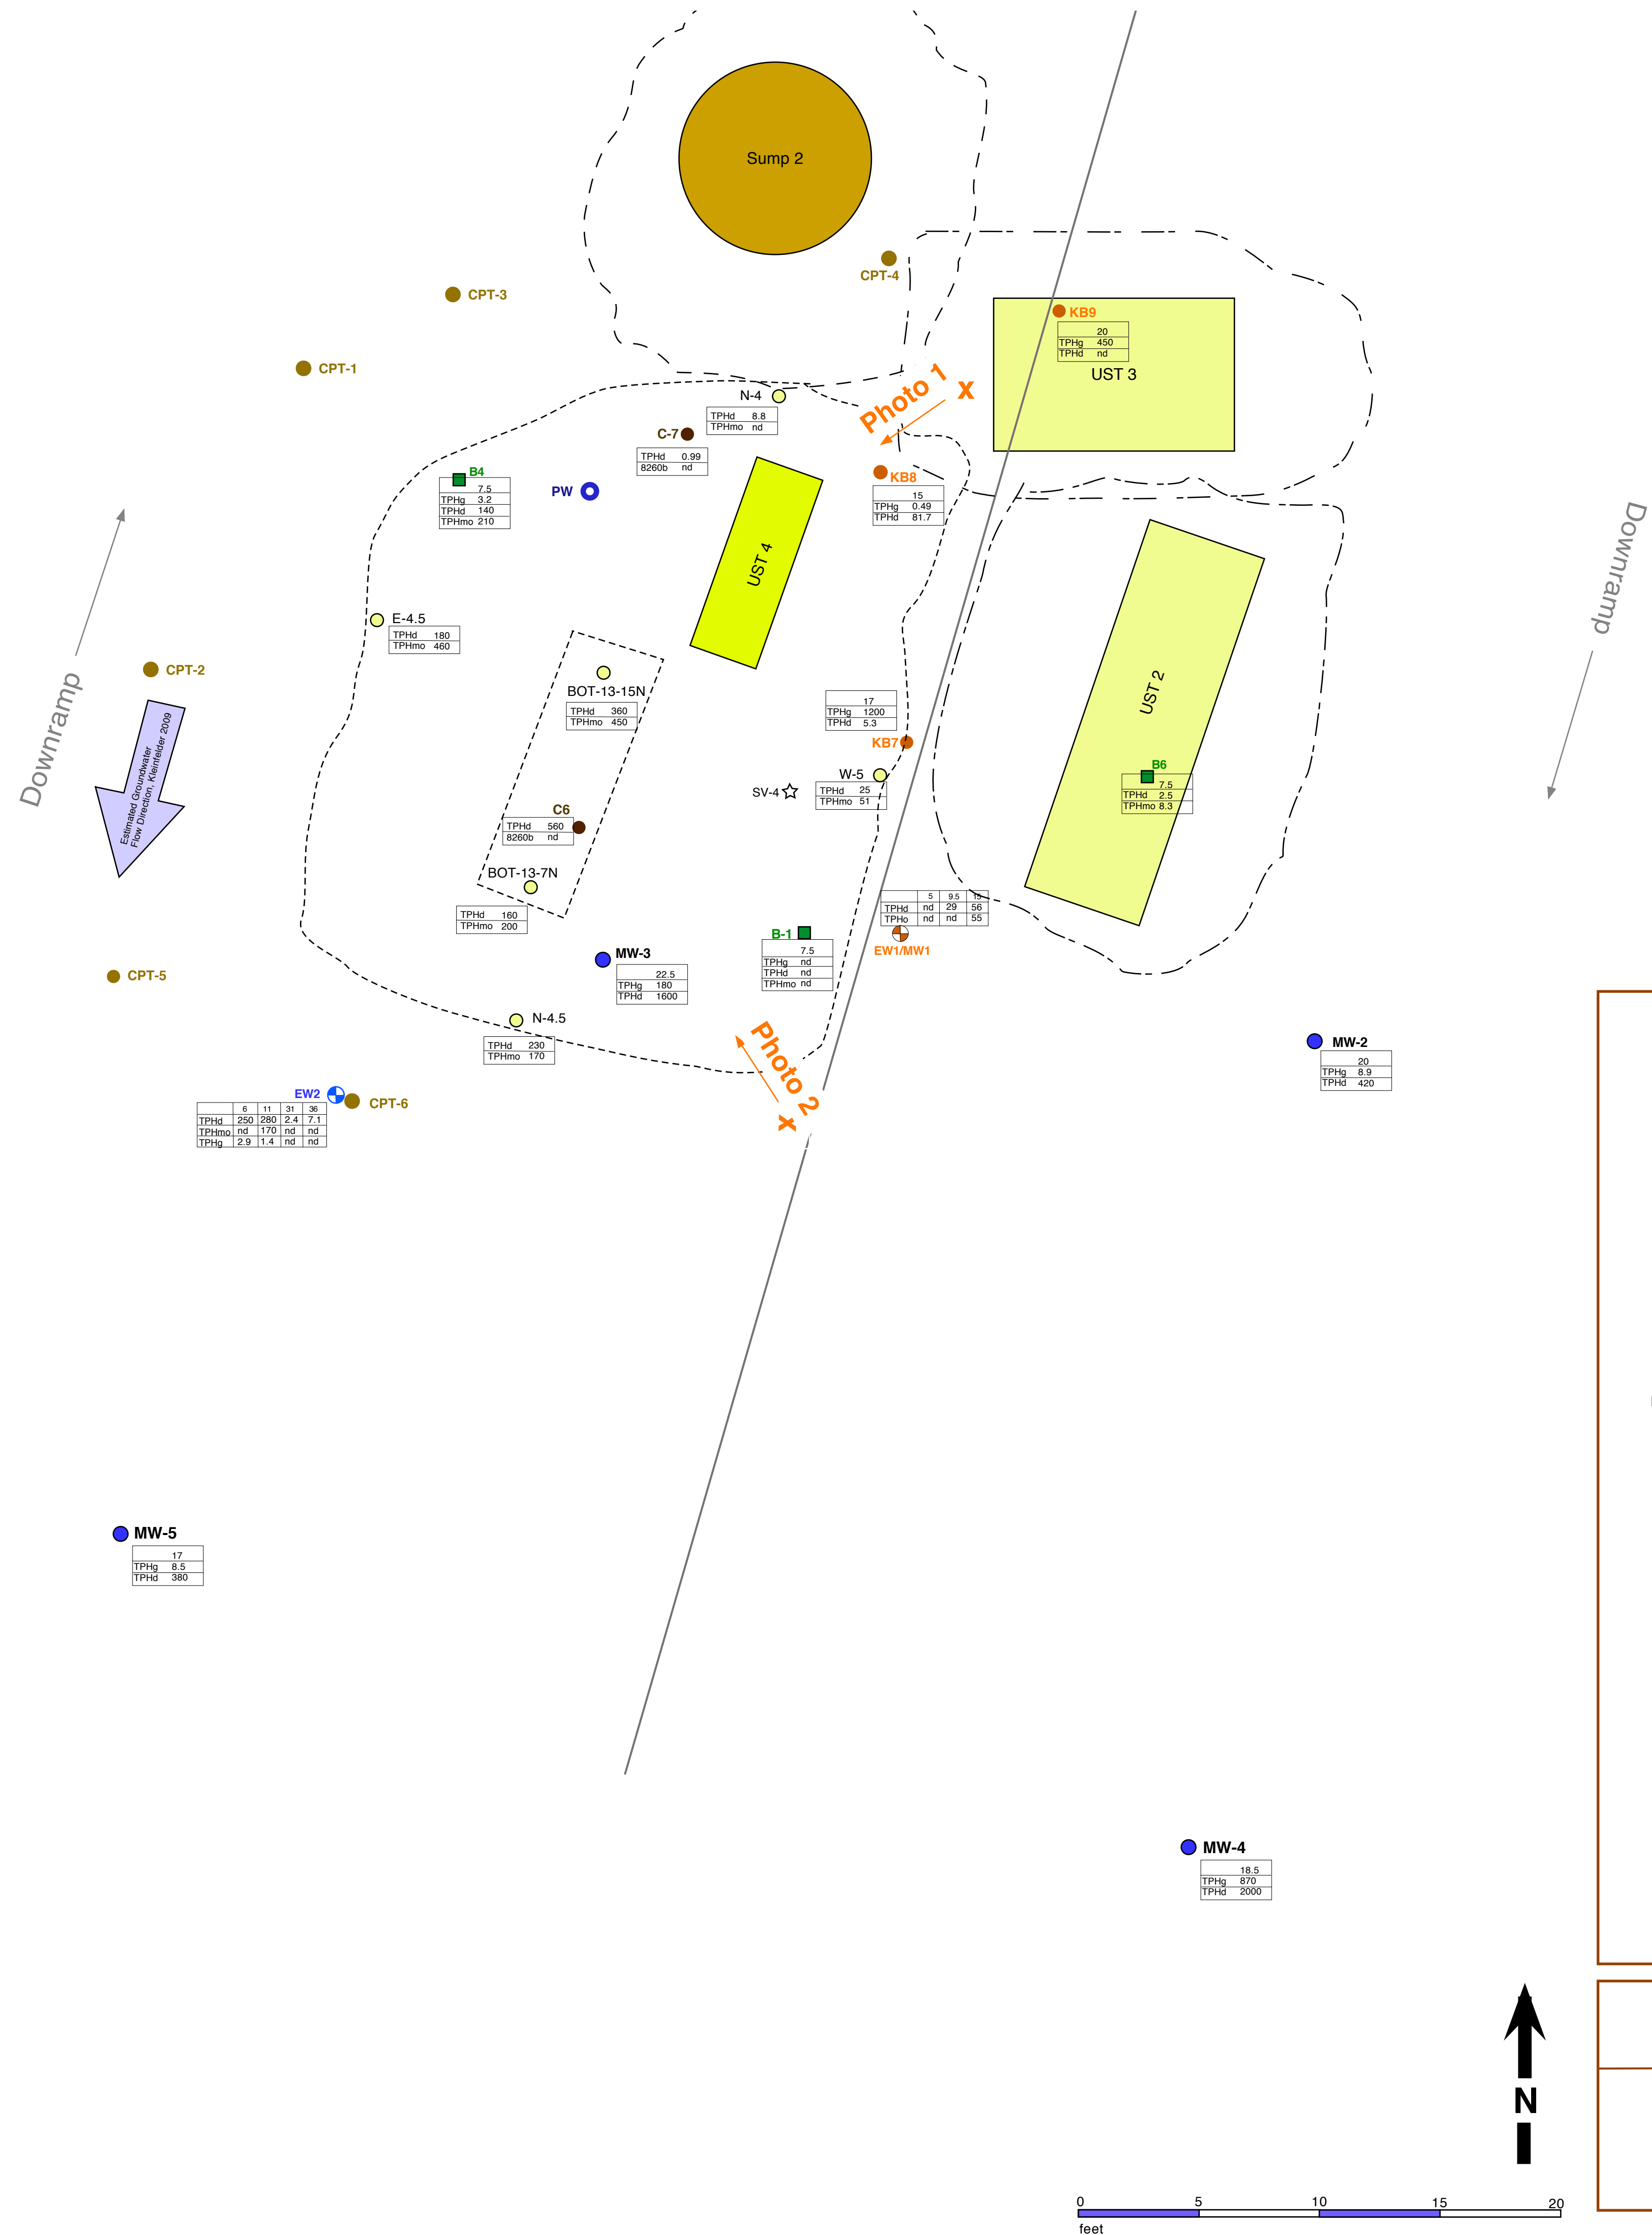 Sump 2
CPT-4
CPT-3
KB9
20
TPHg 450
TPHd nd
UST 3
CPT-1
Photo 1
X
N-4
TPHd 8.8
TPHmo nd
C-7
TPHd 0.99
8260b nd
B4
7.5
TPHg 3.2
TPHd 140
TPHmo 210
PW
KB8
15
TPHg 0.49
TPHd 81.7
UST 4
Downramp
Downramp
E-4.5
TPHd 180
TPHmo 460
CPT-2
BOT-13-15N
TPHd 360
TPHmo 450
UST 2
17
TPHg 1200
TPHd 5.3
KB7
Estimated Groundwater
Flow Direction, Kleinfelder 2009
W-5
TPHd 25
TPHmo 51
SV-4
B6
7.5
TPHd 2.5
TPHmo 8.3
C6
TPHd 560
8260b nd
BOT-13-7N
TPHd 160
TPHmo 200
5 9.5 15
TPHd nd 29 56
TPHo nd nd 55
EW1/MW1
B-1
7.5
TPHg nd
TPHd nd
TPHmo nd
MW-3
22.5
TPHg 180
TPHd 1600
CPT-5
N-4.5
TPHd 230
TPHmo 170
Photo 2
X
MW-2
20
TPHg 8.9
TPHd 420
EW2
CPT-6
6 11 31 36
TPHd 250 280 2.4 7.1
TPHmo nd 170 nd nd
TPHg 2.9 1.4 nd nd
MW-5
17
TPHg 8.5
TPHd 380
MW-4
18.5
TPHg 870
TPHd 2000
N
0 5 10 15 20
feet